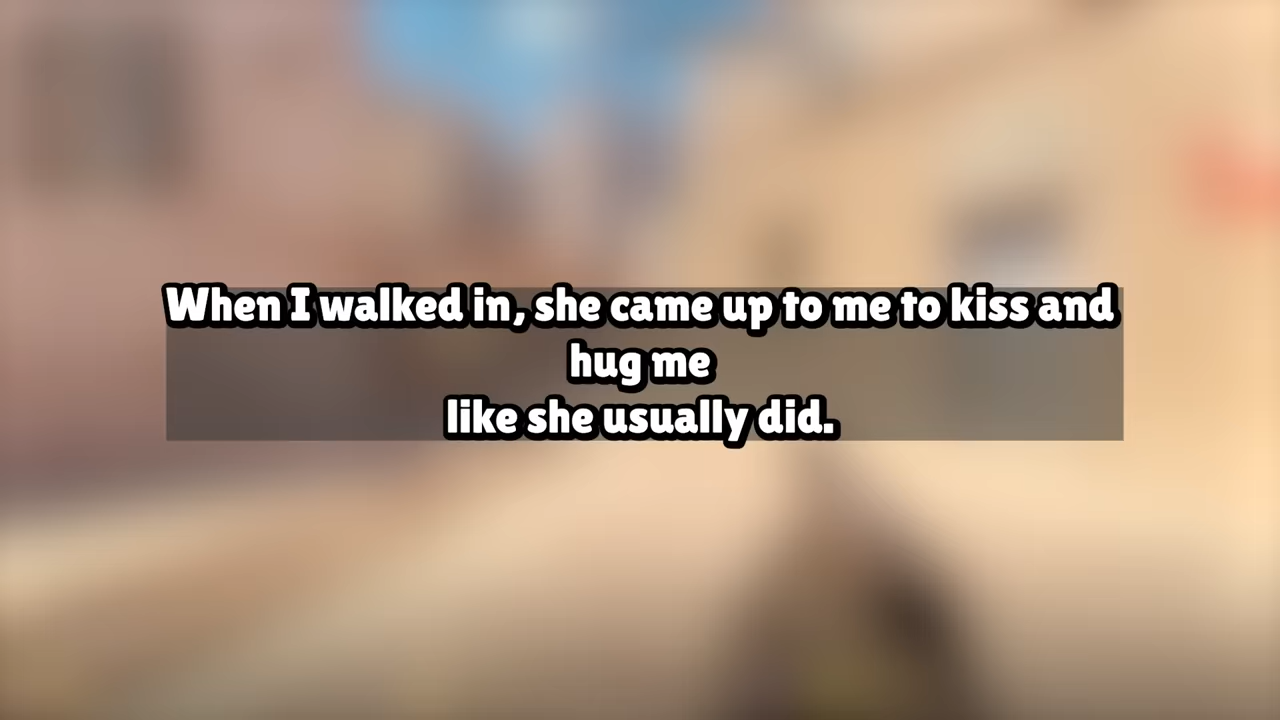 When I walked in, she came up to me to kiss and
hug me
like she usually did.